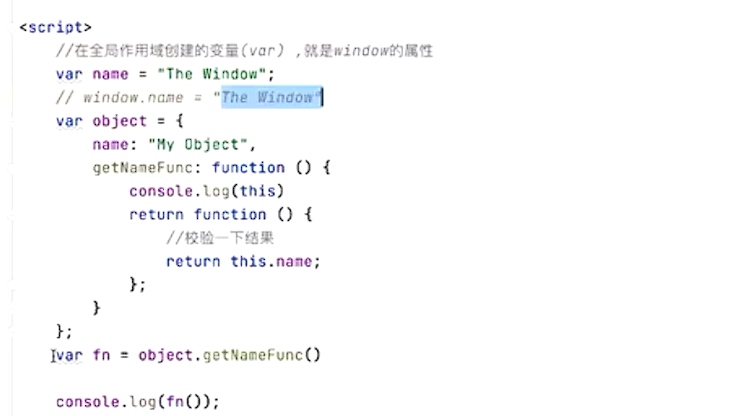 <script>
//在全局作用域创建的变量(var) ,就是window的属性
var name = "The Window";
// window.name = "The Window"
var object = {
name: "My Object",
getNameFunc: function () {
console.log(this)
return function () {
//校验一下结果
return this.name;
};
}
};
var fn = object.getNameFunc()
console.log(fn());